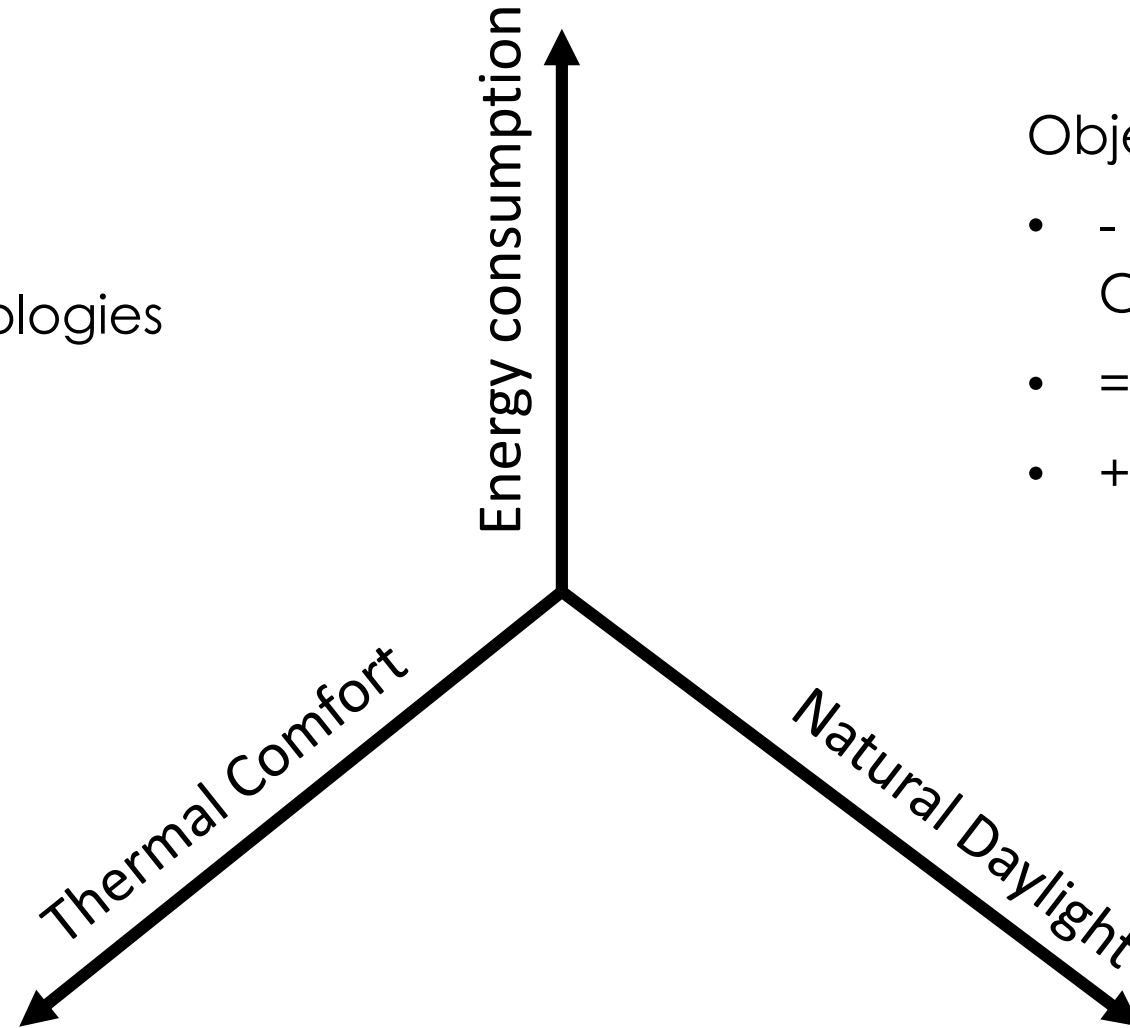 Energy consumption
ologies
Obje
• -
• =
• +
Thermal Comfort
Natural Daylight